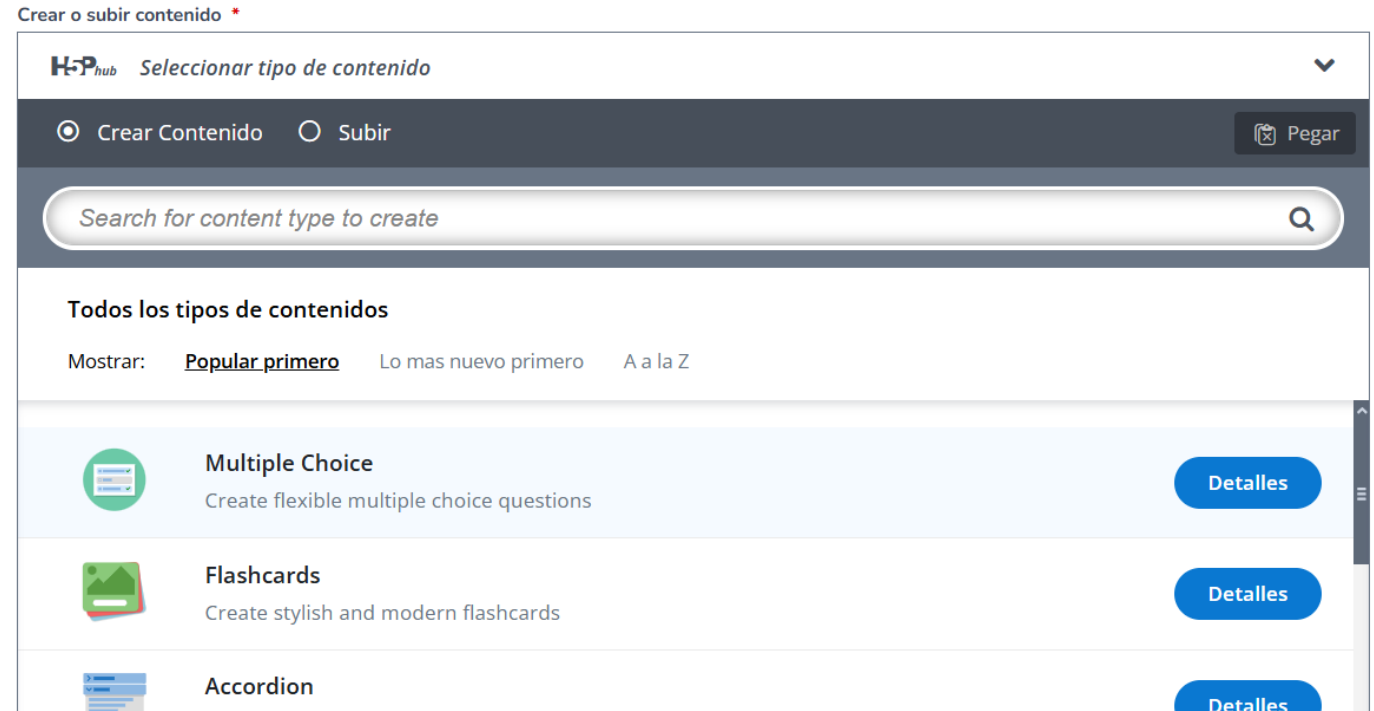 Crear o subir contenido *
H5Phub Seleccionar tipo de contenido
Crear Contenido Subir Pegar
Search for content type to create
Todos los tipos de contenidos
Mostrar: Popular primero Lo mas nuevo primero A a la Z
Multiple Choice
Create flexible multiple choice questions
Detalles
Flashcards
Create stylish and modern flashcards
Detalles
Accordion
Detalles